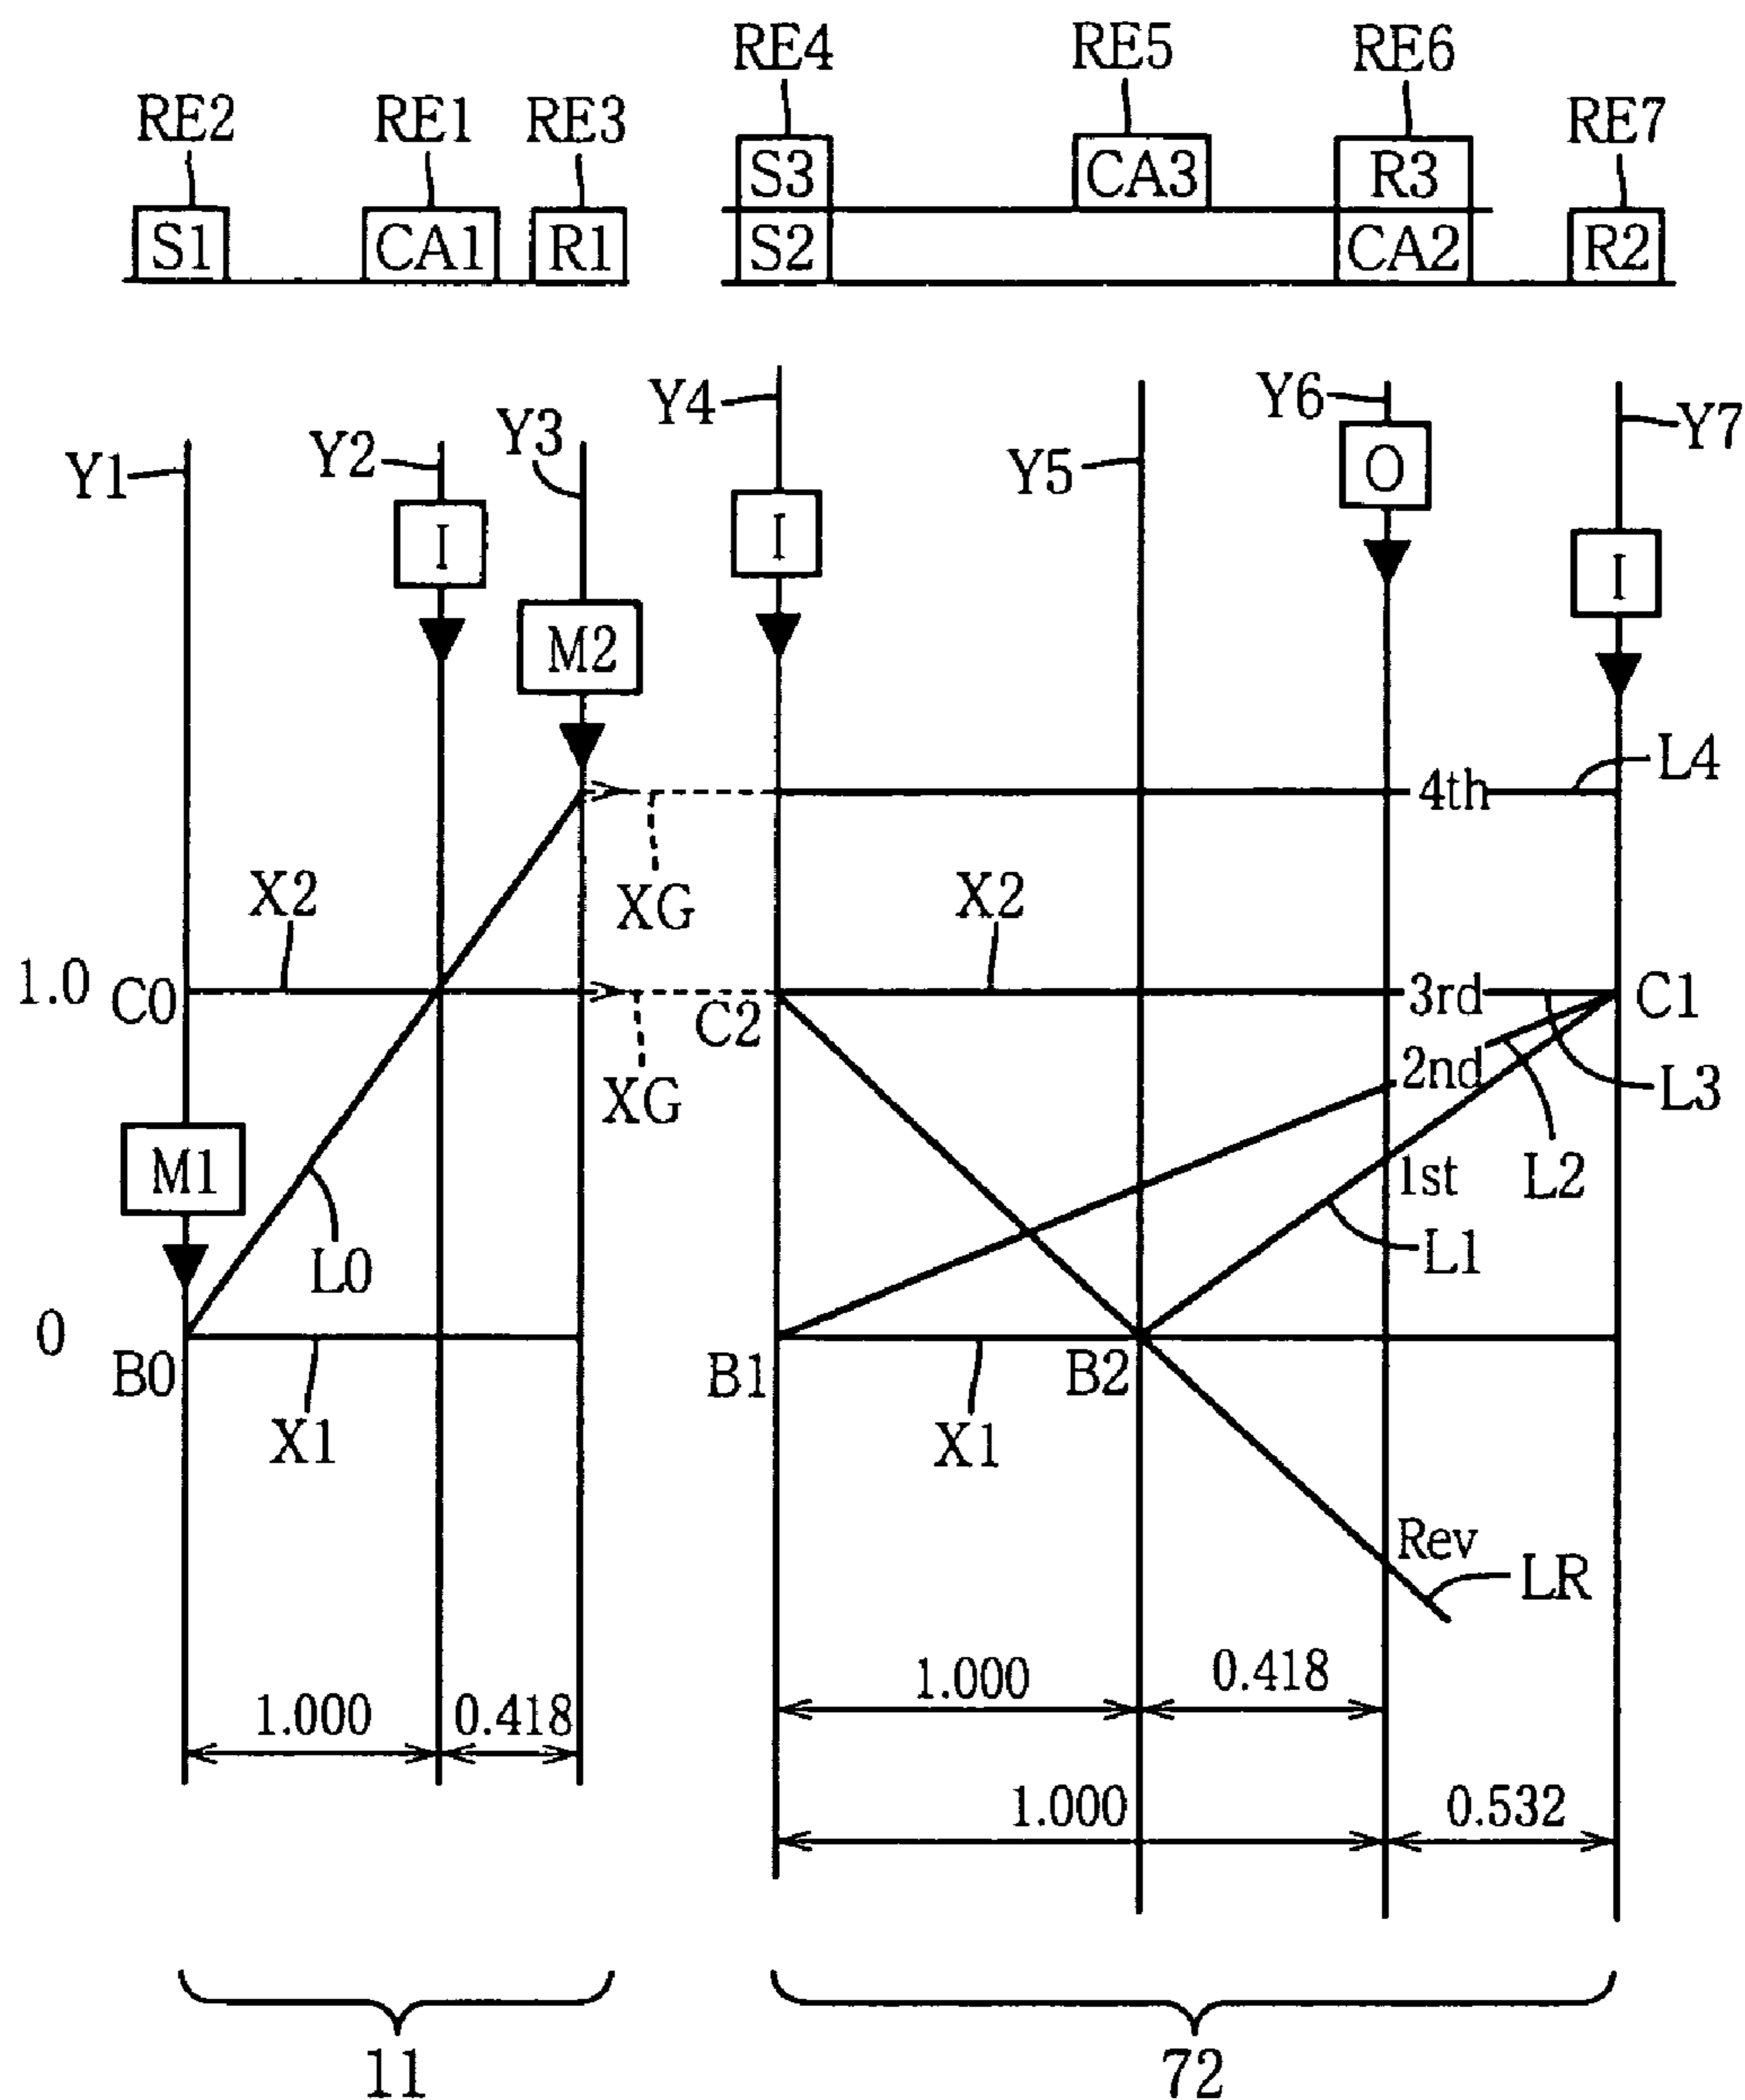 RE4 RE5 RE6
RE2 RE1 RE3 RE7
S3 CA3 R3
S1 CA1 R1 S2 CA2 R2
Y4 Y6 Y7
Y1 Y2 Y3 Y5 O
I I I
M2
L4
4th
X2 XG X2
1.0 C0 C2 3rd C1
XG 2nd L3
M1 1st L2
L0 L1
0
B0 B1 B2
X1 X1
Rev LR
1.000 0.418
1.000 0.418
1.000 0.532
11 72